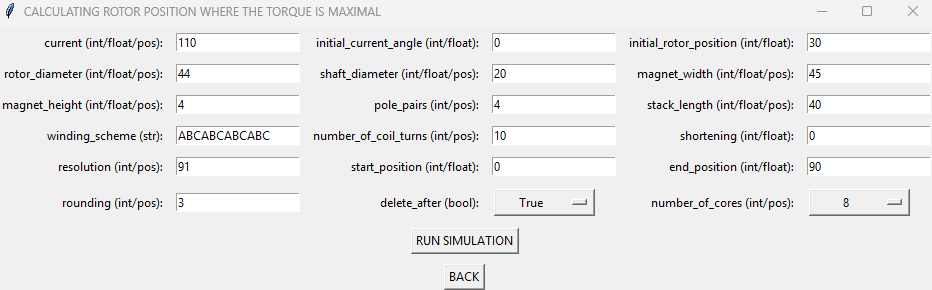 CALCULATING ROTOR POSITION WHERE THE TORQUE IS MAXIMAL
current (int/float/pos): 110 initial_current_angle (int/float): 0 initial_rotor_position (int/float): 30
rotor_diameter (int/float/pos): 44 shaft_diameter (int/float/pos): 20 magnet_width (int/float/pos): 45
magnet_height (int/float/pos): 4 pole_pairs (int/pos): 4 stack_length (int/float/pos): 40
winding_scheme (str): ABCABCABCABC number_of_coil_turns (int/pos): 10 shortening (int/float): 0
resolution (int/pos): 91 start_position (int/float): 0 end_position (int/float): 90
rounding (int/pos): 3 delete_after (bool): True number_of_cores (int/pos): 8
RUN SIMULATION
BACK